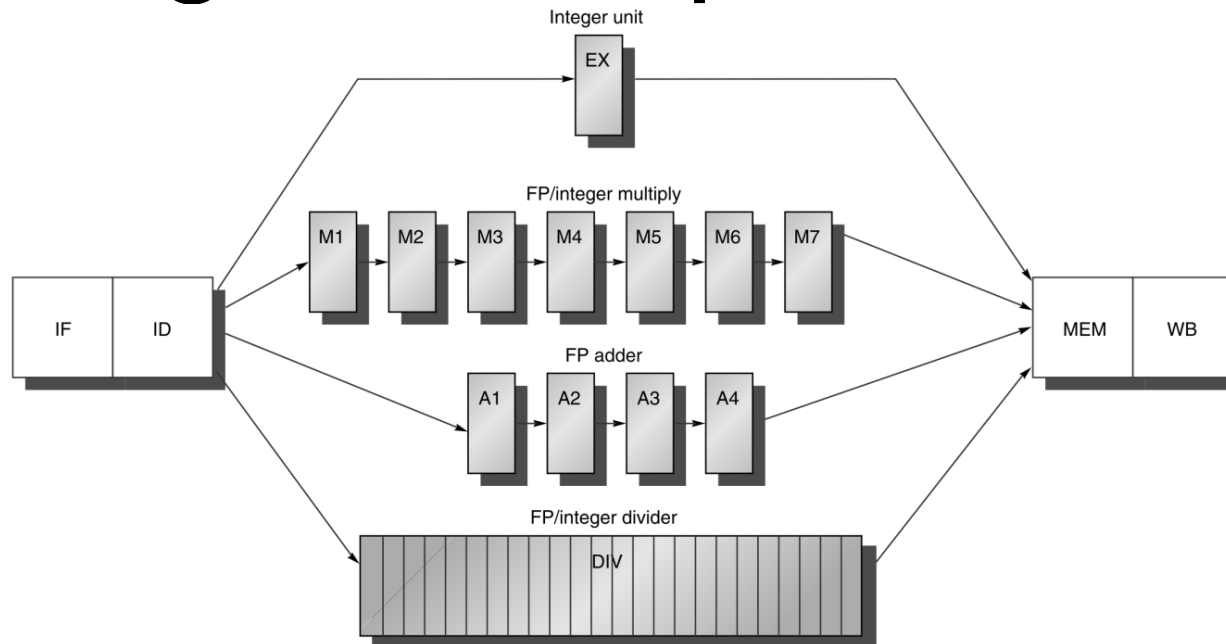 Integer unit
EX
FP/integer multiply
M1 M2 M3 M4 M5 M6 M7
IF ID
MEM WB
FP adder
A1 A2 A3 A4
FP/integer divider
DIV